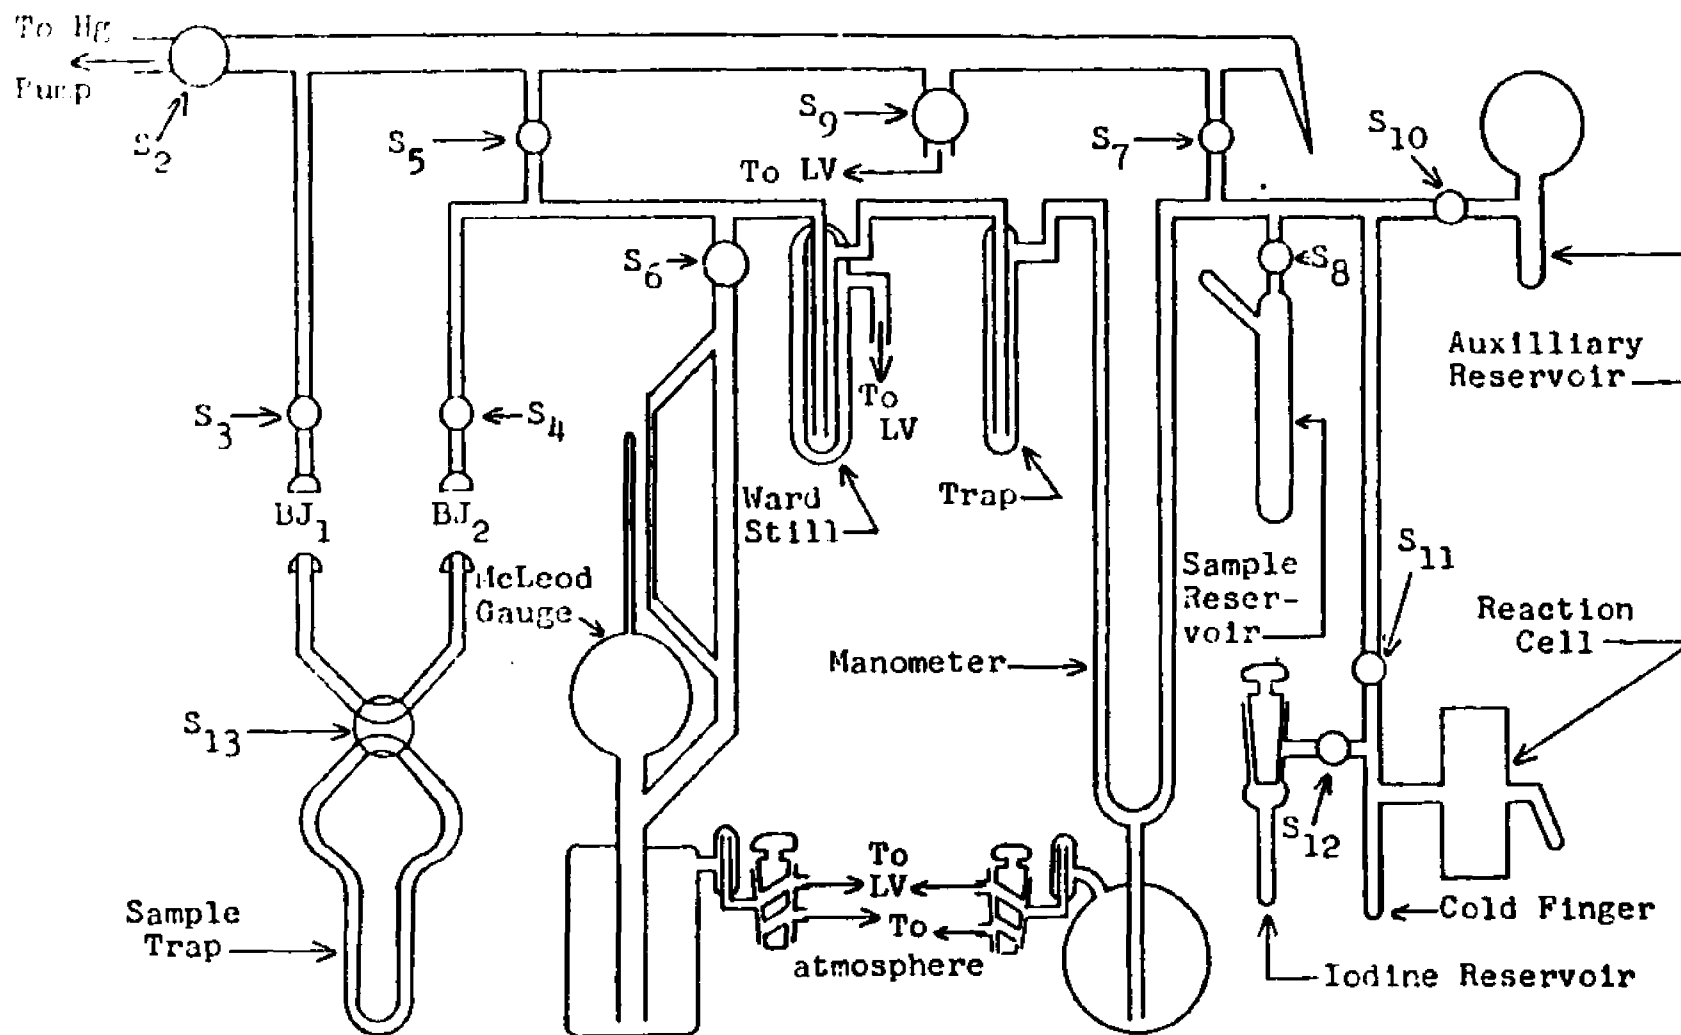 To Hg
Pump
S2
S5
S9
To LV
S7
S10
S6
S8
To
LV
Auxilliary
Reservoir
S3
S4
BJ1
BJ2
Ward
Still
Trap
McLeod
Gauge
Sample
Reser-
voir
S11
Reaction
Cell
Manometer
S13
S12
To
LV
To
atmosphere
Sample
Trap
Cold Finger
Iodine Reservoir